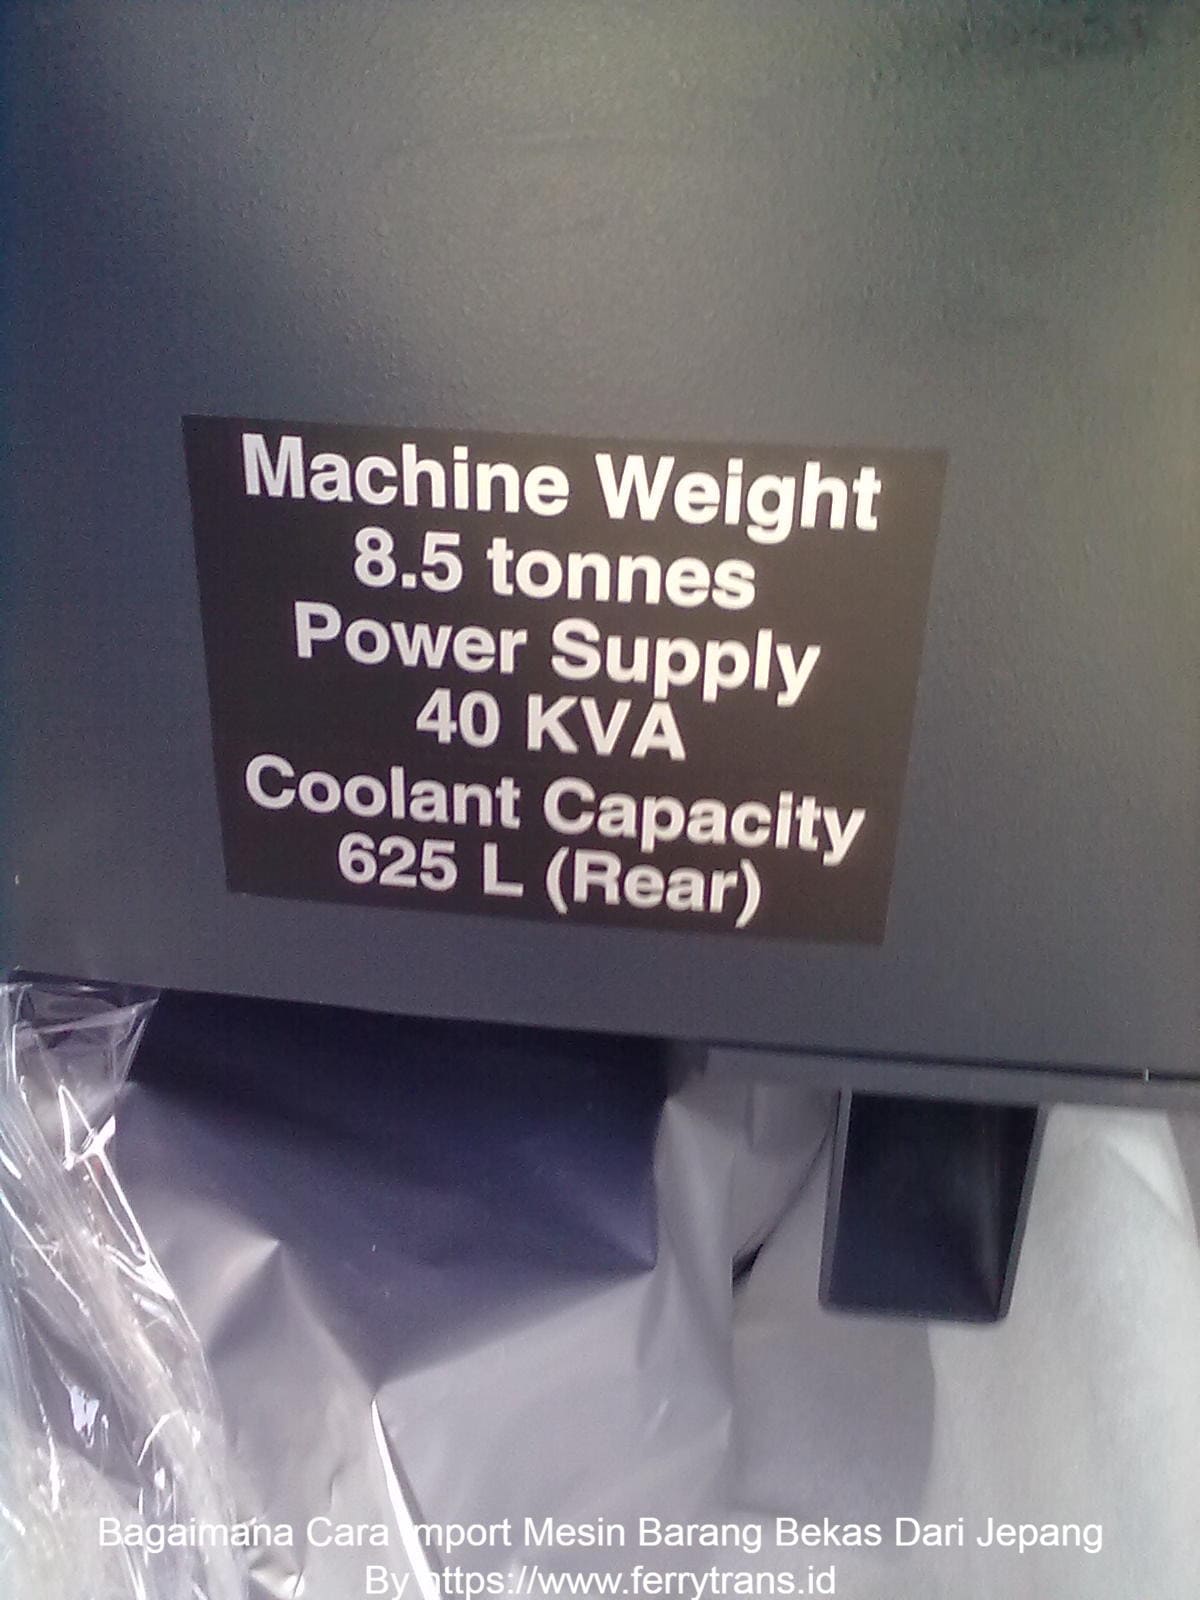 Machine Weight
8.5 tonnes
Power Supply
40 KVA
Coolant Capacity
625 L (Rear)
Bagaimana Cara Import Mesin Barang Bekas Dari Jepang
By https://www.ferrytrans.id